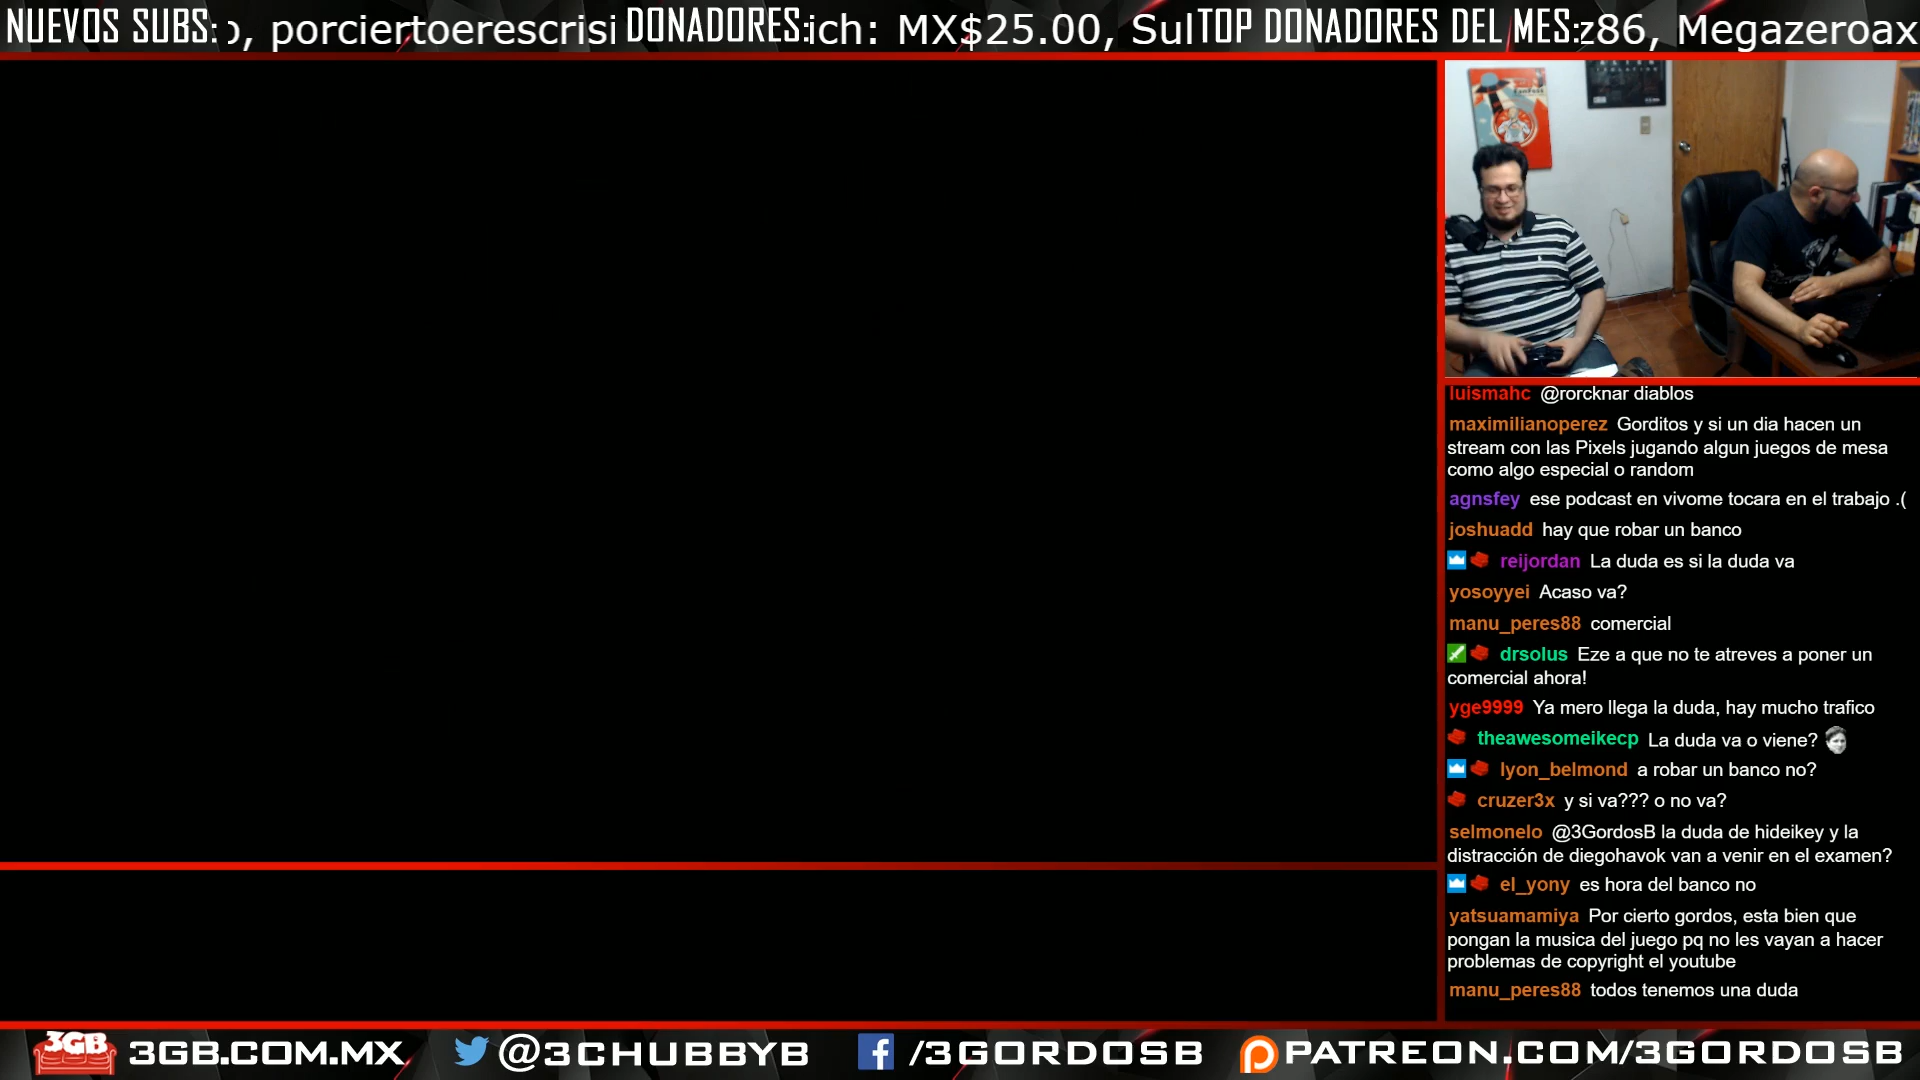 NUEVOS SUBS: o, porciertoerescrisi DONADORES: ich: MX$25.00, Sul TOP DONADORES DEL MES: z86, Megazeroax
luismahc @rorcknar diablos
maximilianoperez Gorditos y si un dia hacen un
stream con las Pixels jugando algun juegos de mesa
como algo especial o random
agnsfey ese podcast en vivome tocara en el trabajo .(
joshuadd hay que robar un banco
reijordan La duda es si la duda va
yosoyyei Acaso va?
manu_peres88 comercial
drsolus Eze a que no te atreves a poner un
comercial ahora!
yge9999 Ya mero llega la duda, hay mucho trafico
theawesomeikecp La duda va o viene?
lyon_belmond a robar un banco no?
cruzer3x y si va??? o no va?
selmonelo @3GordosB la duda de hideikey y la
distracción de diegohavok van a venir en el examen?
el_yony es hora del banco no
yatsuamamiya Por cierto gordos, esta bien que
pongan la musica del juego pq no les vayan a hacer
problemas de copyright el youtube
manu_peres88 todos tenemos una duda
3GB 3GB.COM.MX @3CHUBBYB /3GORDOSB PATREON.COM/3GORDOSB